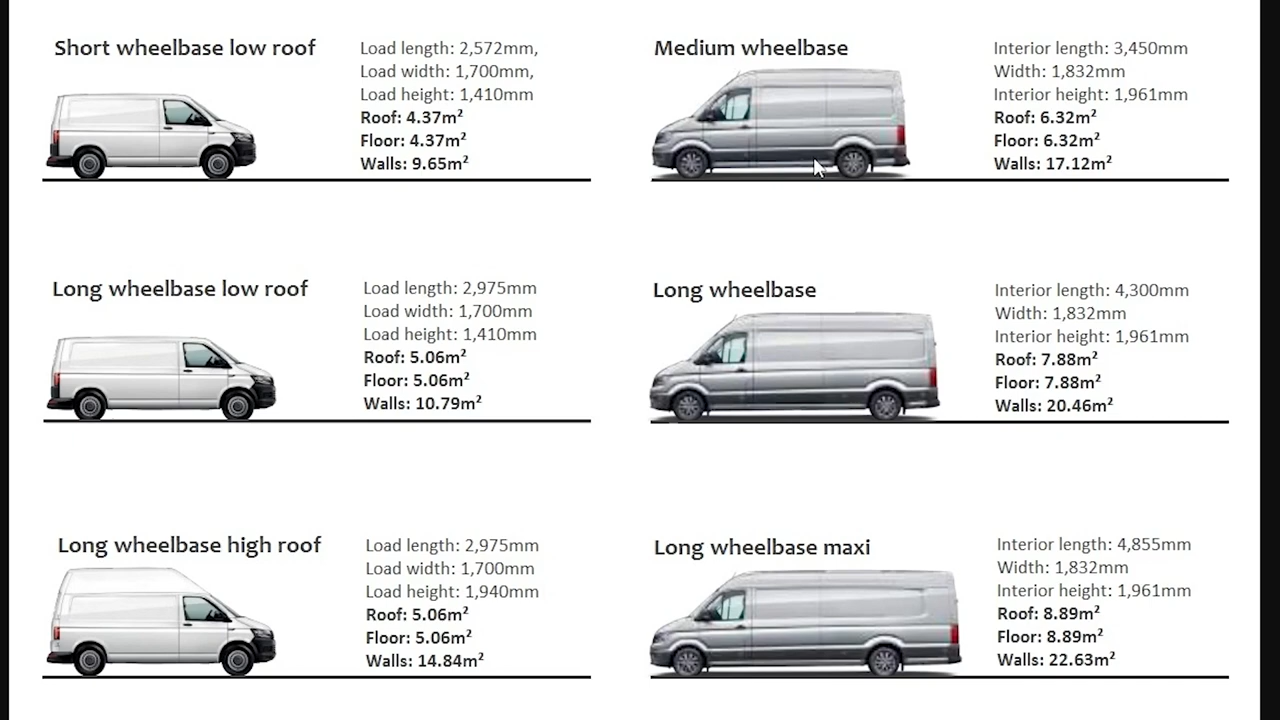 Short wheelbase low roof
Load length: 2,572mm,
Load width: 1,700mm,
Load height: 1,410mm
Roof: 4.37m²
Floor: 4.37m²
Walls: 9.65m²
Medium wheelbase
Interior length: 3,450mm
Width: 1,832mm
Interior height: 1,961mm
Roof: 6.32m²
Floor: 6.32m²
Walls: 17.12m²
Long wheelbase low roof
Load length: 2,975mm
Load width: 1,700mm
Load height: 1,410mm
Roof: 5.06m²
Floor: 5.06m²
Walls: 10.79m²
Long wheelbase
Interior length: 4,300mm
Width: 1,832mm
Interior height: 1,961mm
Roof: 7.88m²
Floor: 7.88m²
Walls: 20.46m²
Long wheelbase high roof
Load length: 2,975mm
Load width: 1,700mm
Load height: 1,940mm
Roof: 5.06m²
Floor: 5.06m²
Walls: 14.84m²
Long wheelbase maxi
Interior length: 4,855mm
Width: 1,832mm
Interior height: 1,961mm
Roof: 8.89m²
Floor: 8.89m²
Walls: 22.63m²